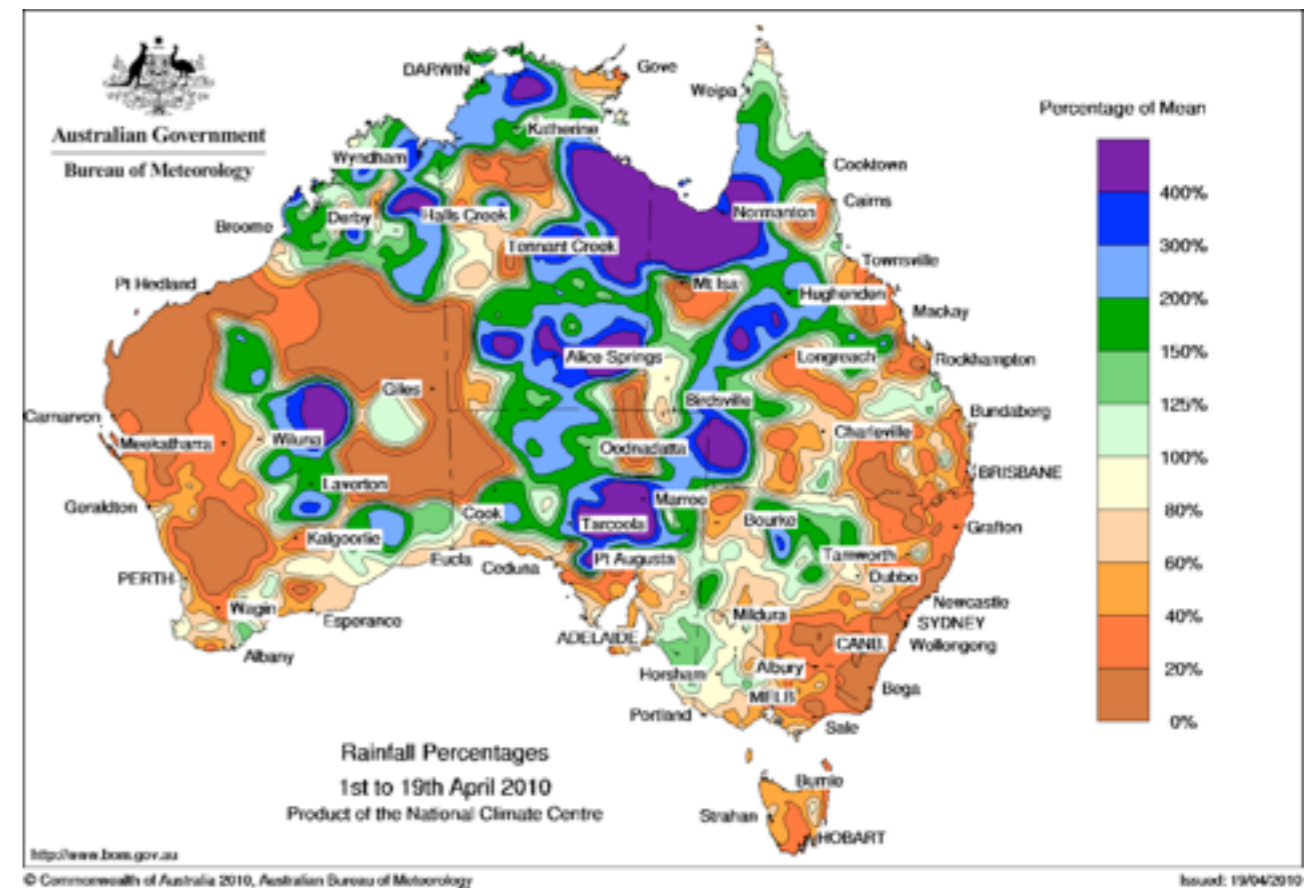 Australian Government
Bureau of Meteorology
DARWIN
Gove
Weipa
Katherine
Wyndham
Cooktown
Derby
Halls Creek
Normanton
Cairns
Broome
Tennant Creek
Townsville
Pt Hedland
Mt Isa
Hughenden
Mackay
Alice Springs
Longreach
Rockhampton
Giles
Birdsville
Carnarvon
Bundaberg
Meekatharra
Wiluna
Charleville
Oodnadatta
BRISBANE
Laverton
Marree
Geraldton
Cook
Tarcoola
Bourke
Grafton
Kalgoorlie
Eucla
Ceduna
Pt Augusta
Tamworth
PERTH
Dubbo
Wagin
Esperance
Mildura
Newcastle
SYDNEY
ADELAIDE
CANB.
Wollongong
Albany
Horsham
Albury
Bega
MELB
Portland
Sale
Burnie
Strahan
HOBART
Percentage of Mean
400%
300%
200%
150%
125%
100%
80%
60%
40%
20%
0%
Rainfall Percentages
1st to 19th April 2010
Product of the National Climate Centre
http://www.bom.gov.au
© Commonwealth of Australia 2010, Australian Bureau of Meteorology
Issued: 19/04/2010